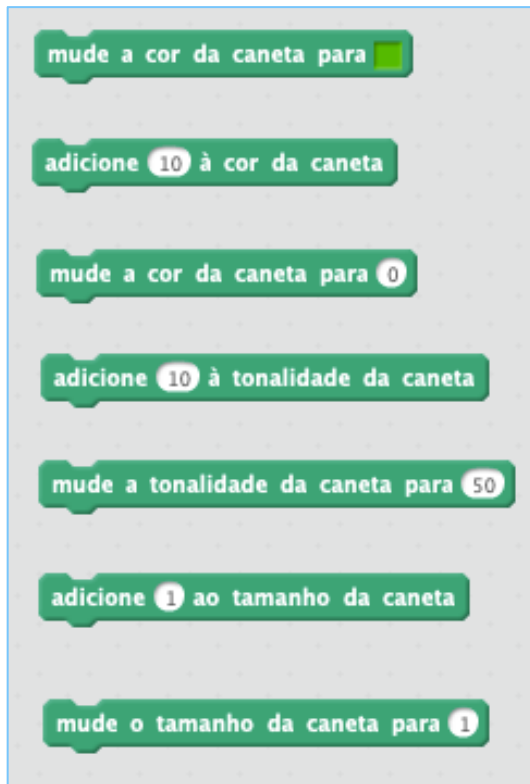 mude a cor da caneta para
adicione 10 à cor da caneta
mude a cor da caneta para 0
adicione 10 à tonalidade da caneta
mude a tonalidade da caneta para 50
adicione 1 ao tamanho da caneta
mude o tamanho da caneta para 1